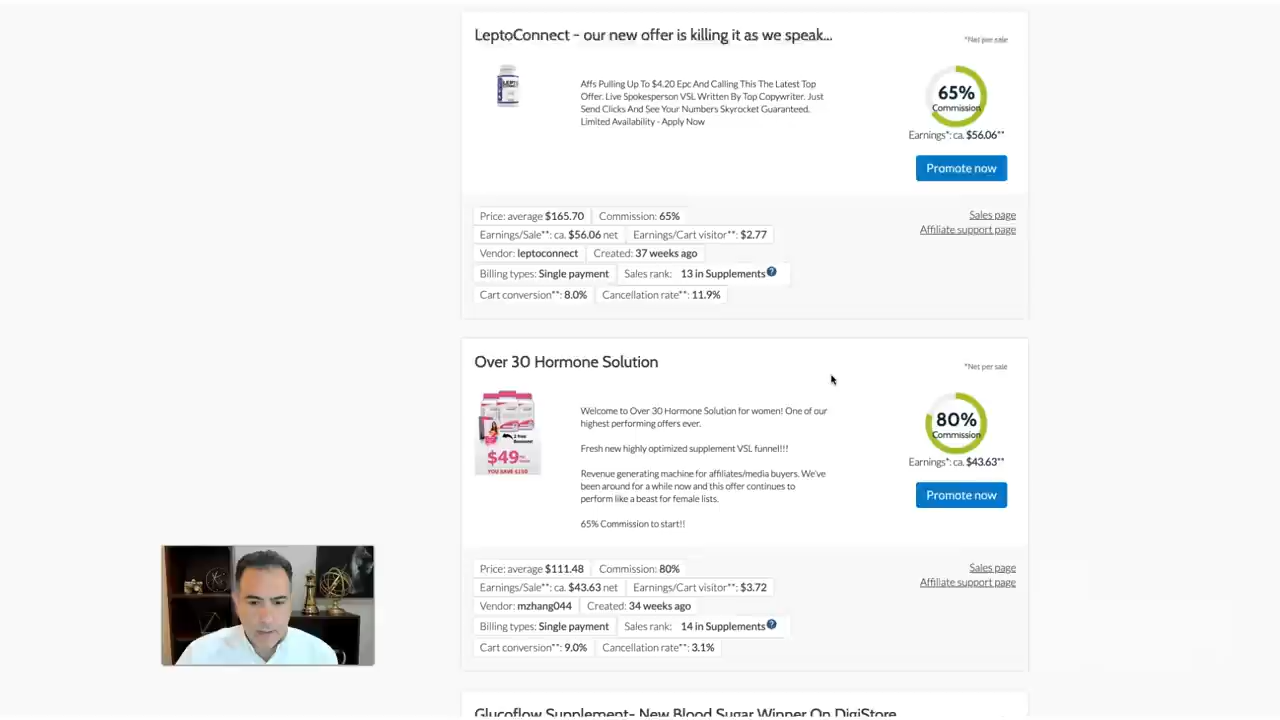 LeptoConnect - our new offer is killing it as we speak...
*Net per sale
Affs Pulling Up To $4.20 Epc And Calling This The Latest Top
Offer. Live Spokesperson VSL Written By Top Copywriter. Just
Send Clicks And See Your Numbers Skyrocket Guaranteed.
Limited Availability - Apply Now
65%
Commission
Earnings*: ca. $56.06**
Promote now
Price: average $165.70 Commission: 65%
Earnings/Sale**: ca. $56.06 net Earnings/Cart visitor**: $2.77
Vendor: leptoconnect Created: 37 weeks ago
Billing types: Single payment Sales rank: 13 in Supplements ?
Cart conversion**: 8.0% Cancellation rate**: 11.9%
Sales page
Affiliate support page
Over 30 Hormone Solution
*Net per sale
$49
YOU SAVE $150
Welcome to Over 30 Hormone Solution for women! One of our
highest performing offers ever.
Fresh new highly optimized supplement VSL funnel!!!
Revenue generating machine for affiliates/media buyers. We've
been around for a while now and this offer continues to
perform like a beast for female lists.
65% Commission to start!!
80%
Commission
Earnings*: ca. $43.63**
Promote now
Price: average $111.48 Commission: 80%
Earnings/Sale**: ca. $43.63 net Earnings/Cart visitor**: $3.72
Vendor: mzhang044 Created: 34 weeks ago
Billing types: Single payment Sales rank: 14 in Supplements ?
Cart conversion**: 9.0% Cancellation rate**: 3.1%
Sales page
Affiliate support page
Glucoflow Supplement- New Blood Sugar Winner On DigiStore